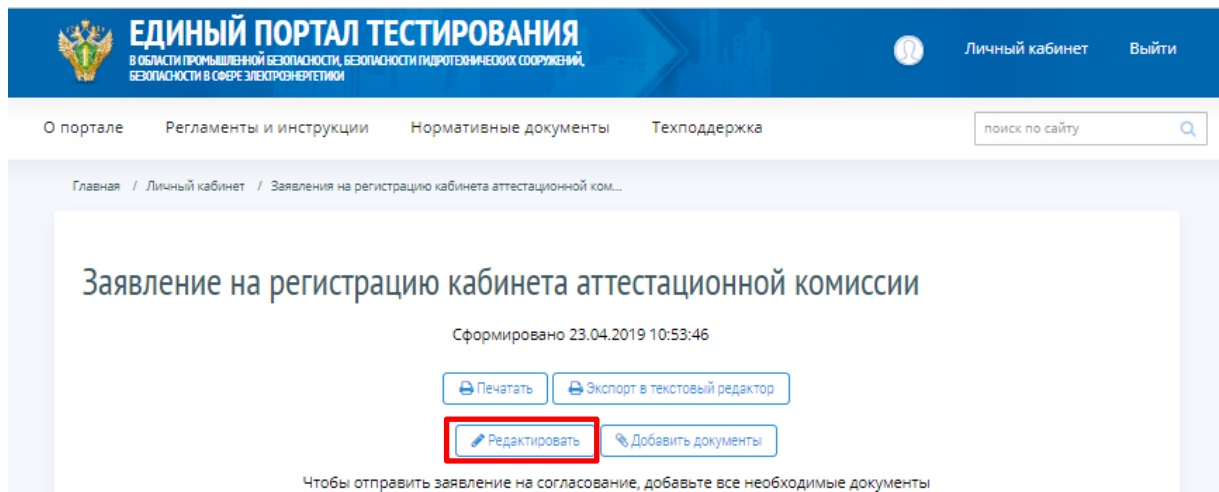 ЕДИНЫЙ ПОРТАЛ ТЕСТИРОВАНИЯ
В ОБЛАСТИ ПРОМЫШЛЕННОЙ БЕЗОПАСНОСТИ, БЕЗОПАСНОСТИ ГИДРОТЕХНИЧЕСКИХ СООРУЖЕНИЙ,
БЕЗОПАСНОСТИ В СФЕРЕ ЭЛЕКТРОЭНЕРГЕТИКИ
Личный кабинет Выйти
О портале Регламенты и инструкции Нормативные документы Техподдержка поиск по сайту
Главная / Личный кабинет / Заявления на регистрацию кабинета аттестационной ком...
Заявление на регистрацию кабинета аттестационной комиссии
Сформировано 23.04.2019 10:53:46
Печатать Экспорт в текстовый редактор
Редактировать Добавить документы
Чтобы отправить заявление на согласование, добавьте все необходимые документы